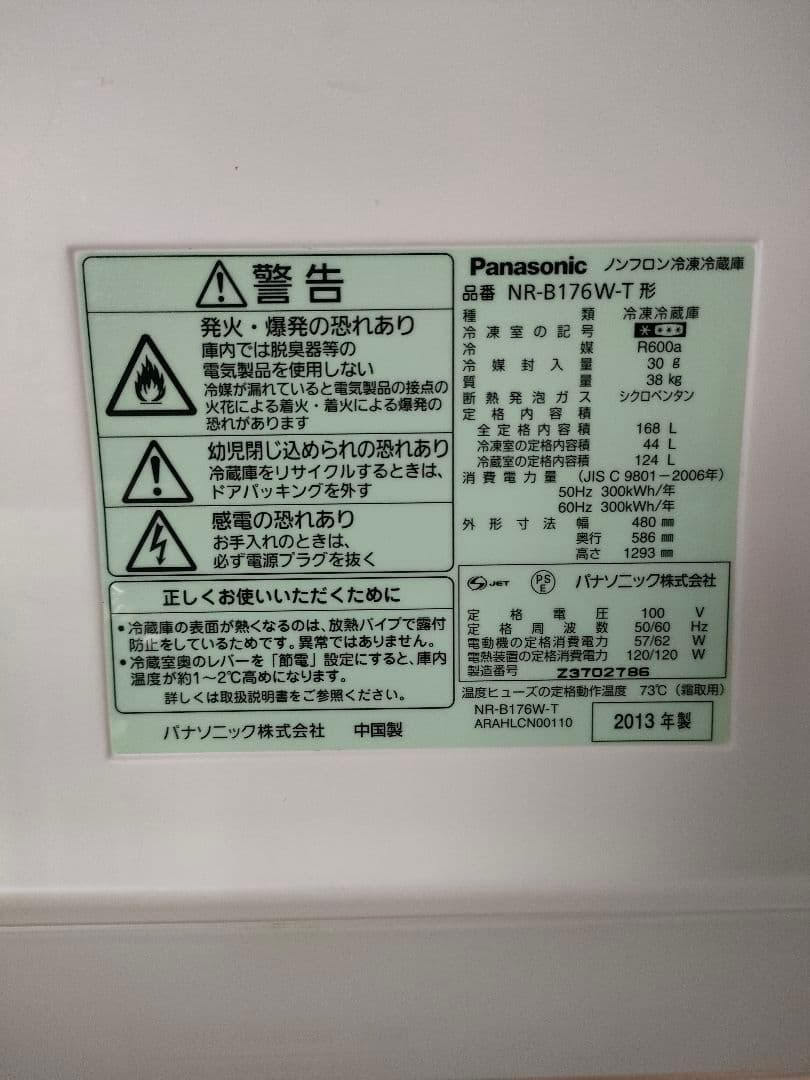 警告
発火・爆発の恐れあり
庫内では脱臭器等の
電気製品を使用しない
冷媒が漏れていると電気製品の接点の
火花による着火・着火による爆発の
恐れがあります
幼児閉じ込められの恐れあり
冷蔵庫をリサイクルするときは、
ドアパッキングを外す
感電の恐れあり
お手入れのときは、
必ず電源プラグを抜く
正しくお使いいただくために
•冷蔵庫の表面が熱くなるのは、放熱パイプで露付
防止をしているためです。異常ではありません。
•冷蔵室奥のレバーを「節電」設定にすると、庫内
温度が約1~2℃高めになります。
詳しくは取扱説明書をご参照ください。
パナソニック株式会社 中国製
Panasonic ノンフロン冷凍冷蔵庫
品番 NR-B176W-T 形
種類 冷凍冷蔵庫
冷凍室の記号
冷媒 R600a
冷媒封入量 30 g
質量 38 kg
断熱発泡ガス シクロペンタン
定格内容積
全定格内容積 168 L
冷凍室の定格内容積 44 L
冷蔵室の定格内容積 124 L
消費電力量 (JIS C 9801-2006年)
50Hz 300kWh/年
60Hz 300kWh/年
外形寸法 幅 480 ㎜
奥行 586 ㎜
高さ 1293 ㎜
JET PSE パナソニック株式会社
定格電圧 100 V
定格周波数 50/60 Hz
電動機の定格消費電力 57/62 W
電熱装置の定格消費電力 120/120 W
製造番号 Z3702786
温度ヒューズの定格動作温度 73℃ (霜取用)
NR-B176W-T
ARAHLCN00110
2013 年製